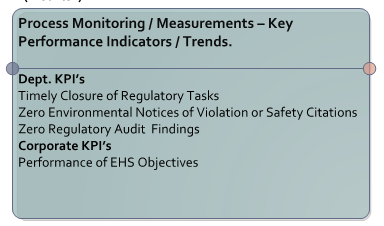 Process Monitoring / Measurements – Key
Performance Indicators / Trends.
Dept. KPI's
Timely Closure of Regulatory Tasks
Zero Environmental Notices of Violation or Safety Citations
Zero Regulatory Audit  Findings
Corporate KPI's
Performance of EHS Objectives